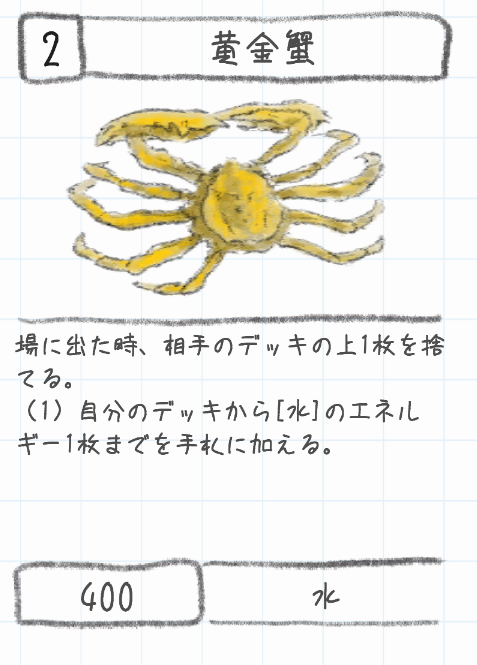 2
黄金蟹
場に出た時、相手のデッキの上1枚を捨
てる。
（1）自分のデッキから[水]のエネル
ギー1枚までを手札に加える。
400
水